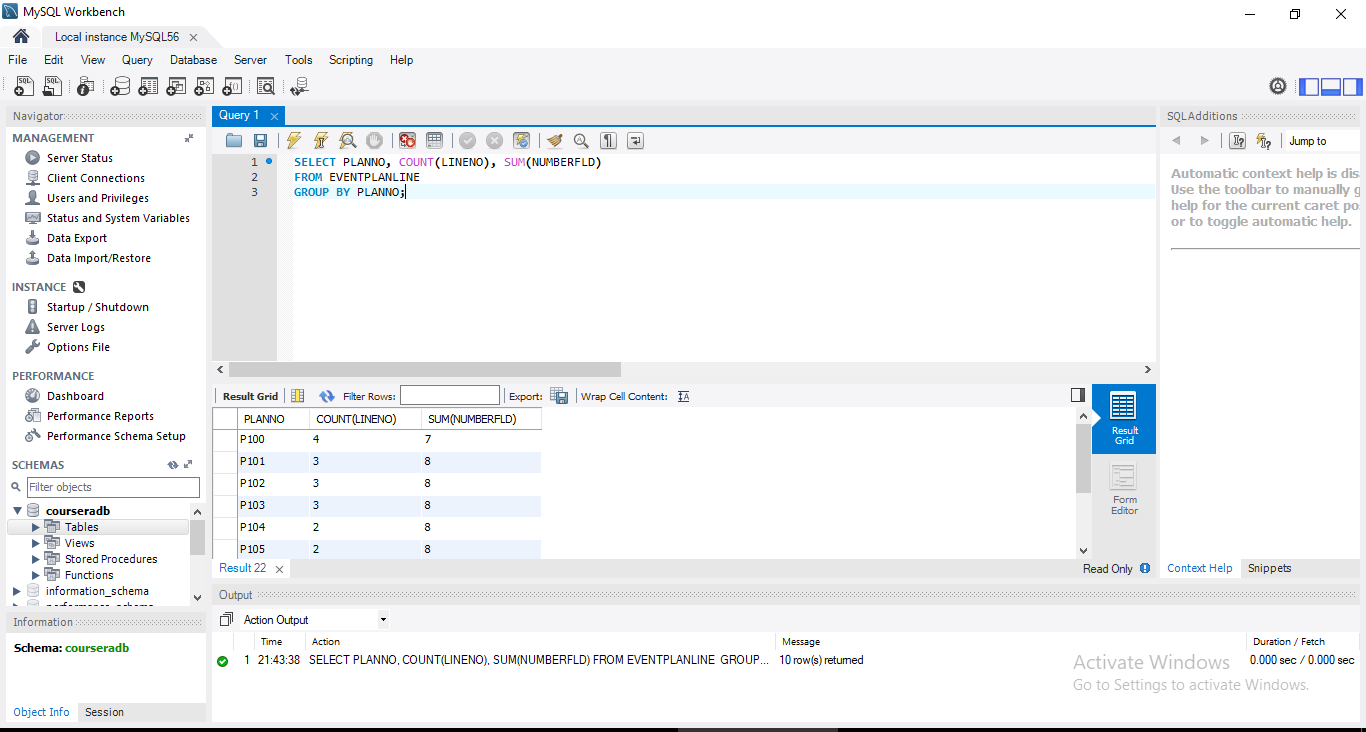 MySQL Workbench
Local instance MySQL56
File Edit View Query Database Server Tools Scripting Help
Navigator
MANAGEMENT
Server Status
Client Connections
Users and Privileges
Status and System Variables
Data Export
Data Import/Restore
INSTANCE
Startup / Shutdown
Server Logs
Options File
PERFORMANCE
Dashboard
Performance Reports
Performance Schema Setup
SCHEMAS
Filter objects
courseradb
Tables
Views
Stored Procedures
Functions
information_schema
performance_schema
Information
Schema: courseradb
Object Info Session
Query 1
1 SELECT PLANNO, COUNT(LINENO), SUM(NUMBERFLD)
2 FROM EVENTPLANLINE
3 GROUP BY PLANNO;
Result Grid Filter Rows: Export: Wrap Cell Content:
PLANNO COUNT(LINENO) SUM(NUMBERFLD)
P100 4 7
P101 3 8
P102 3 8
P103 3 8
P104 2 8
P105 2 8
Result Grid
Form Editor
Result 22
Read Only
SQLAdditions
Jump to
Automatic context help is dis
Use the toolbar to manually g
help for the current caret po
or to toggle automatic help.
Context Help Snippets
Output
Action Output
Time Action Message Duration / Fetch
1 21:43:38 SELECT PLANNO, COUNT(LINENO), SUM(NUMBERFLD) FROM EVENTPLANLINE GROUP... 10 row(s) returned 0.000 sec / 0.000 sec
Activate Windows
Go to Settings to activate Windows.